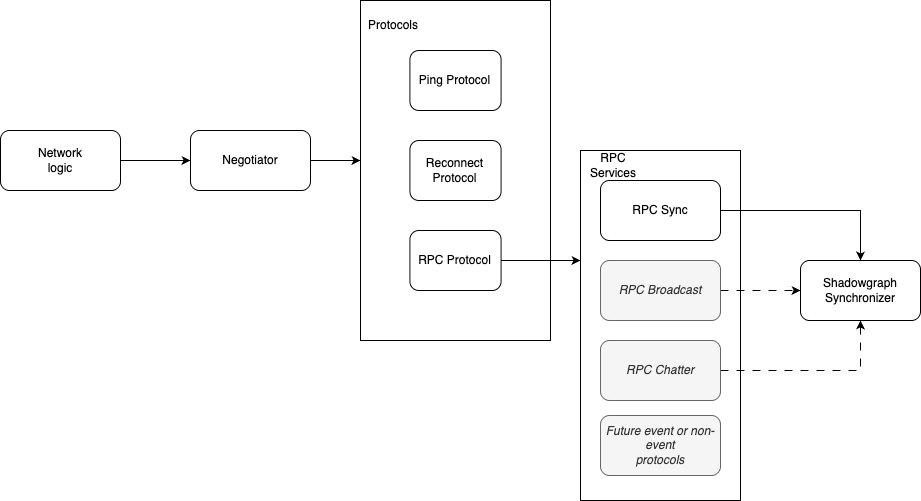 Protocols
Ping Protocol
Network
logic
Negotiator
Reconnect
Protocol
RPC Protocol
RPC
Services
RPC Sync
RPC Broadcast
RPC Chatter
Future event or non-
event
protocols
Shadowgraph
Synchronizer